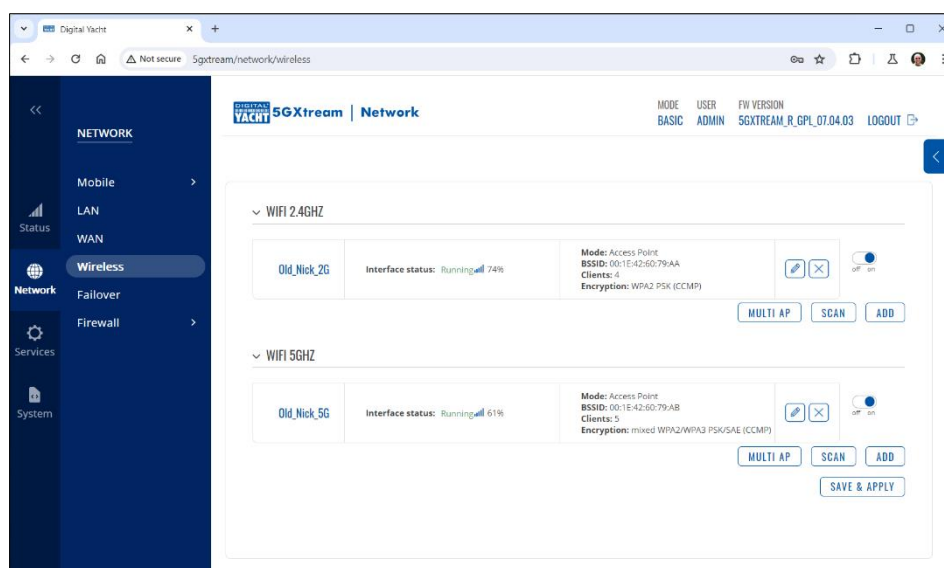 Digital Yacht
Not secure 5gxtream/network/wireless
DIGITAL YACHT 5GXtream | Network
MODE USER FW VERSION
BASIC ADMIN 5GXTREAM_R_GPL_07.04.03 LOGOUT
NETWORK
Mobile
LAN
WAN
Wireless
Failover
Firewall
Status
Network
Services
System
WIFI 2.4GHZ
Old_Nick_2G
Interface status: Running 74%
Mode: Access Point
BSSID: 00:1E:42:60:79:AA
Clients: 4
Encryption: WPA2 PSK (CCMP)
off on
MULTI AP SCAN ADD
WIFI 5GHZ
Old_Nick_5G
Interface status: Running 61%
Mode: Access Point
BSSID: 00:1E:42:60:79:AB
Clients: 5
Encryption: mixed WPA2/WPA3 PSK/SAE (CCMP)
off on
MULTI AP SCAN ADD
SAVE & APPLY